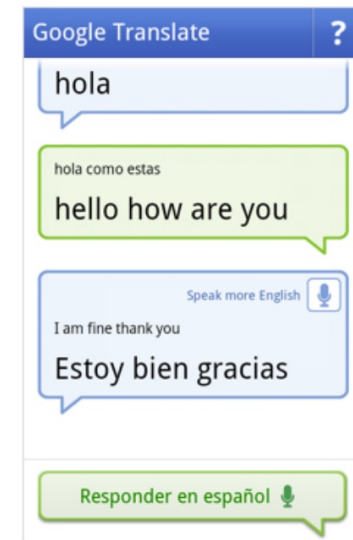 Google Translate ?
hola
hola como estas
hello how are you
Speak more English
I am fine thank you
Estoy bien gracias
Responder en español